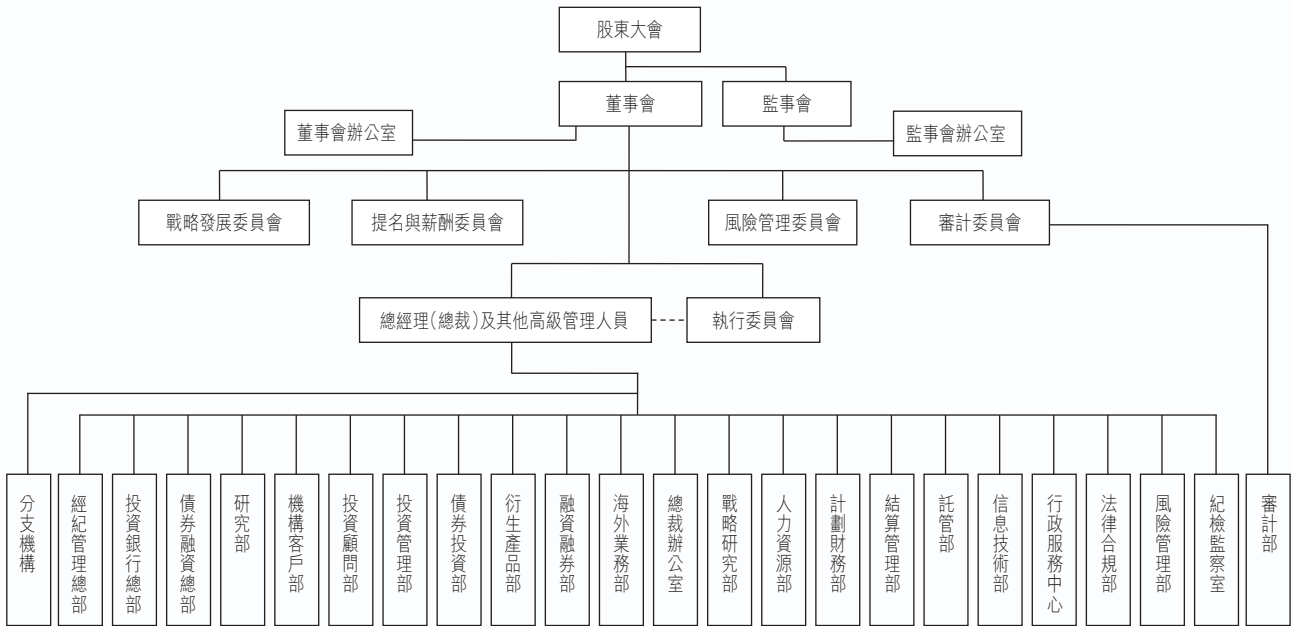 股東大會
董事會
監事會
董事會辦公室
監事會辦公室
戰略發展委員會
提名與薪酬委員會
風險管理委員會
審計委員會
總經理(總裁)及其他高級管理人員
執行委員會
分支機構
經紀管理總部
投資銀行總部
債券融資總部
研究部
機構客戶部
投資顧問部
投資管理部
債券投資部
衍生產品部
融資融券部
海外業務部
總裁辦公室
戰略研究部
人力資源部
計劃財務部
結算管理部
託管部
信息技術部
行政服務中心
法律合規部
風險管理部
紀檢監察室
審計部